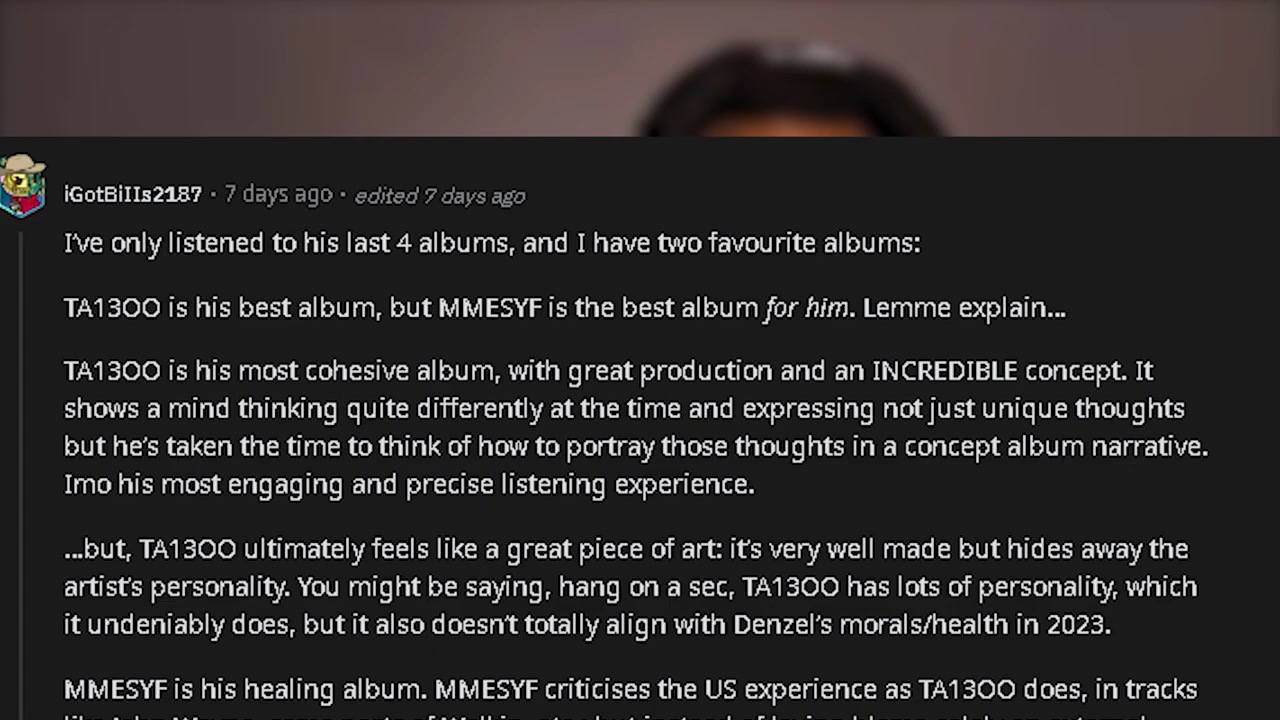 iGotBiIIs2187 · 7 days ago · edited 7 days ago
I've only listened to his last 4 albums, and I have two favourite albums:
TA13OO is his best album, but MMESYF is the best album for him. Lemme explain...
TA13OO is his most cohesive album, with great production and an INCREDIBLE concept. It
shows a mind thinking quite differently at the time and expressing not just unique thoughts
but he's taken the time to think of how to portray those thoughts in a concept album narrative.
Imo his most engaging and precise listening experience.
...but, TA13OO ultimately feels like a great piece of art: it's very well made but hides away the
artist's personality. You might be saying, hang on a sec, TA13OO has lots of personality, which
it undeniably does, but it also doesn't totally align with Denzel's morals/health in 2023.
MMESYF is his healing album. MMESYF criticises the US experience as TA13OO does, in tracks